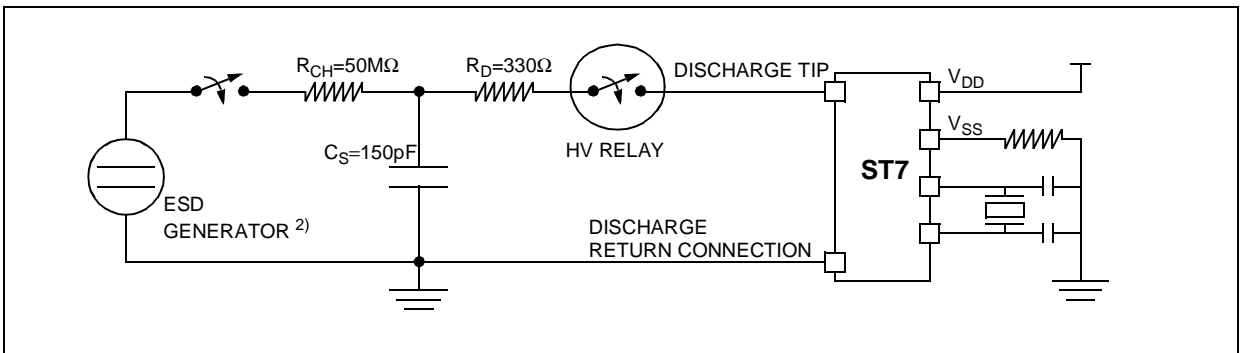 R_CH=50MΩ
R_D=330Ω
DISCHARGE TIP
V_DD
V_SS
C_S=150pF
HV RELAY
ST7
ESD
GENERATOR 2)
DISCHARGE
RETURN CONNECTION